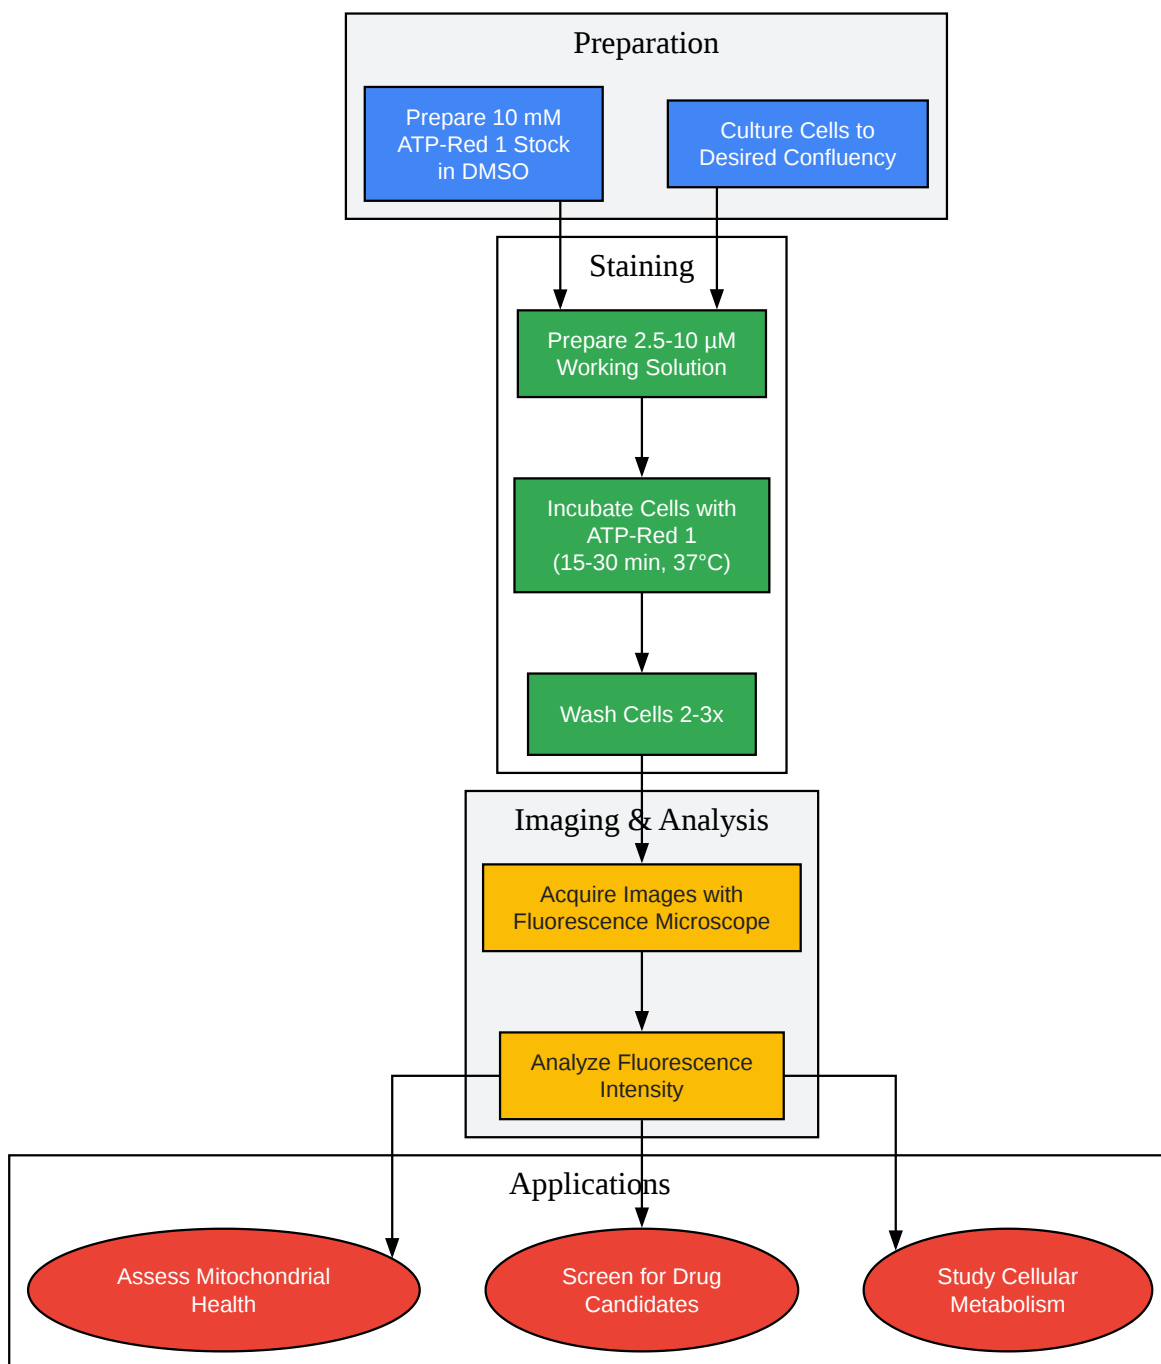 Preparation
Prepare 10 mM
ATP-Red 1 Stock
in DMSO
Culture Cells to
Desired Confluency
Staining
Prepare 2.5-10 µM
Working Solution
Incubate Cells with
ATP-Red 1
(15-30 min, 37°C)
Wash Cells 2-3x
Imaging & Analysis
Acquire Images with
Fluorescence Microscope
Analyze Fluorescence
Intensity
Applications
Assess Mitochondrial
Health
Screen for Drug
Candidates
Study Cellular
Metabolism